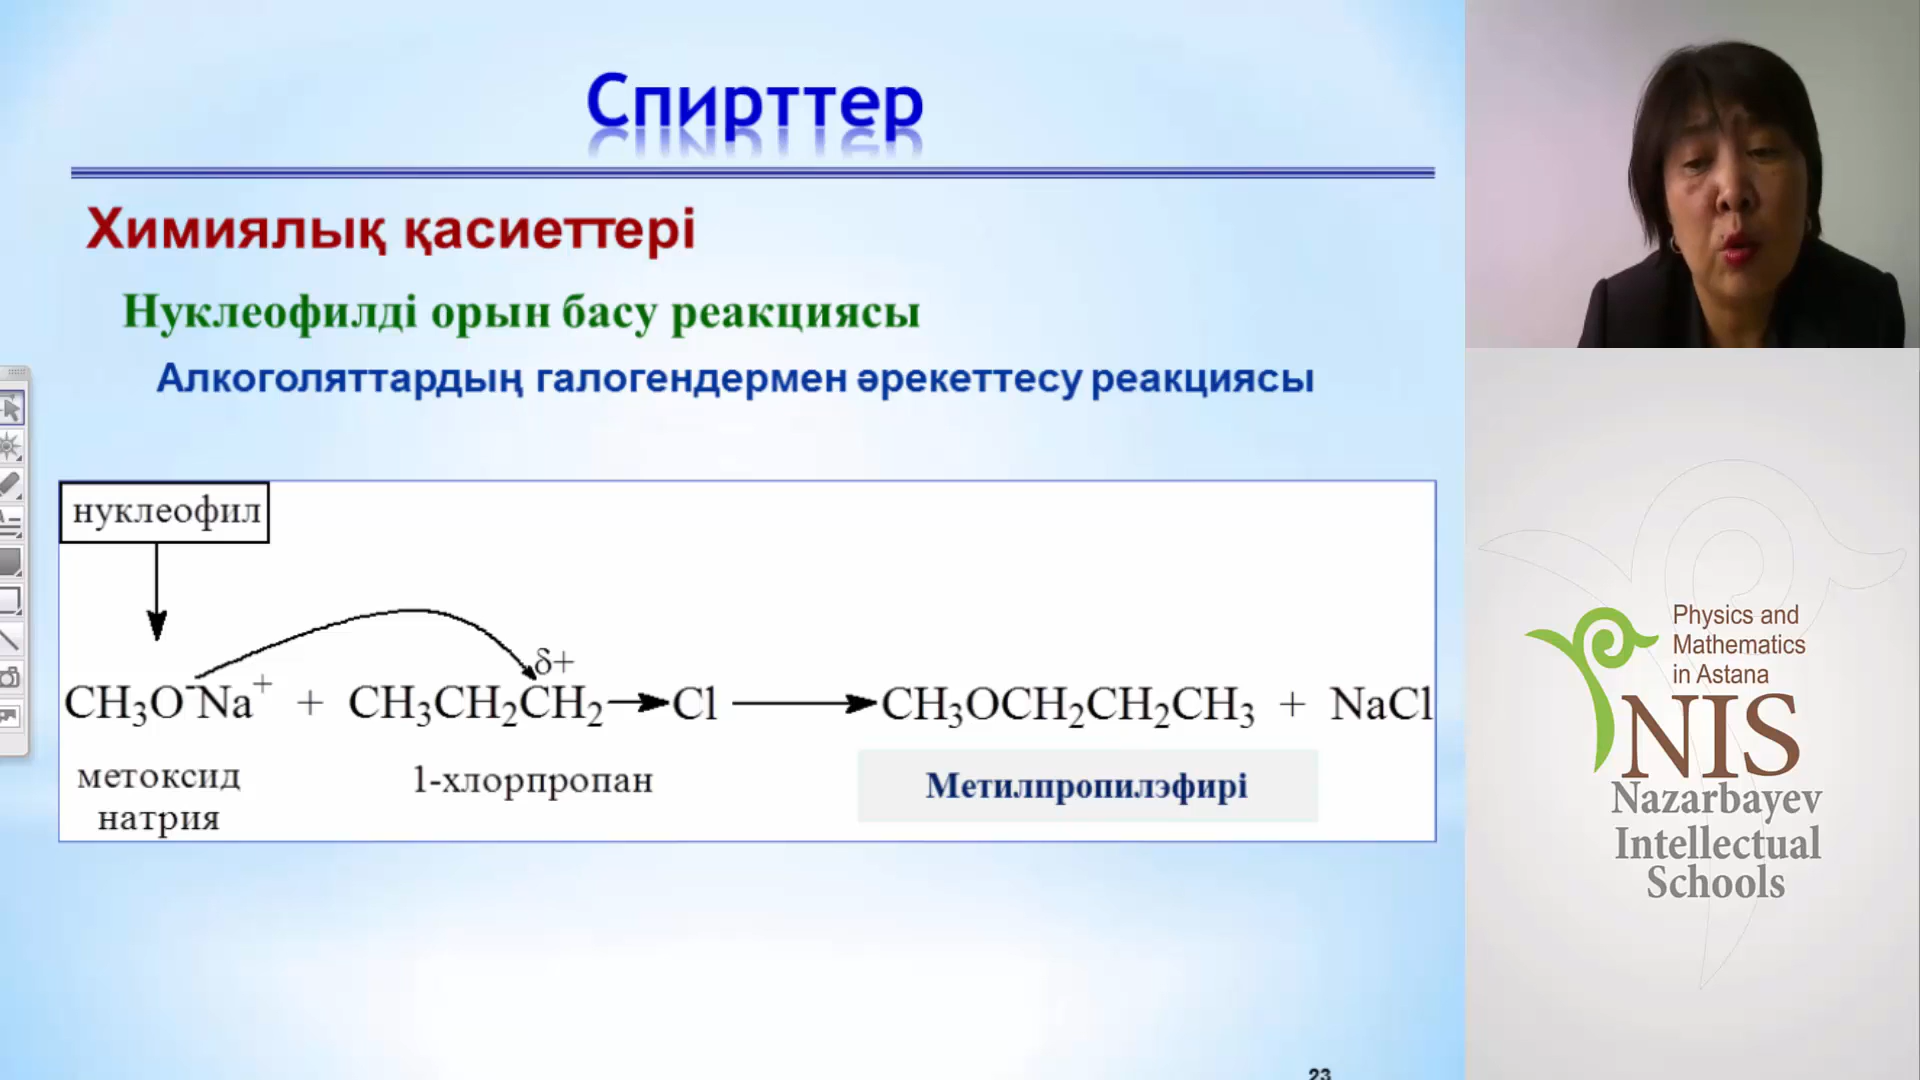 Спирттер
Химиялық қасиеттері
Нуклеофилді орын басу реакциясы
Алкоголяттардың галогендермен әрекеттесу реакциясы
нуклеофил
δ+
CH₃O⁻Na⁺ + CH₃CH₂CH₂→Cl ⟶ CH₃OCH₂CH₂CH₃ + NaCl
метоксид
натрия
1-хлорпропан
Метилпропилэфирі
23
Physics and
Mathematics
in Astana
NIS
Nazarbayev
Intellectual
Schools